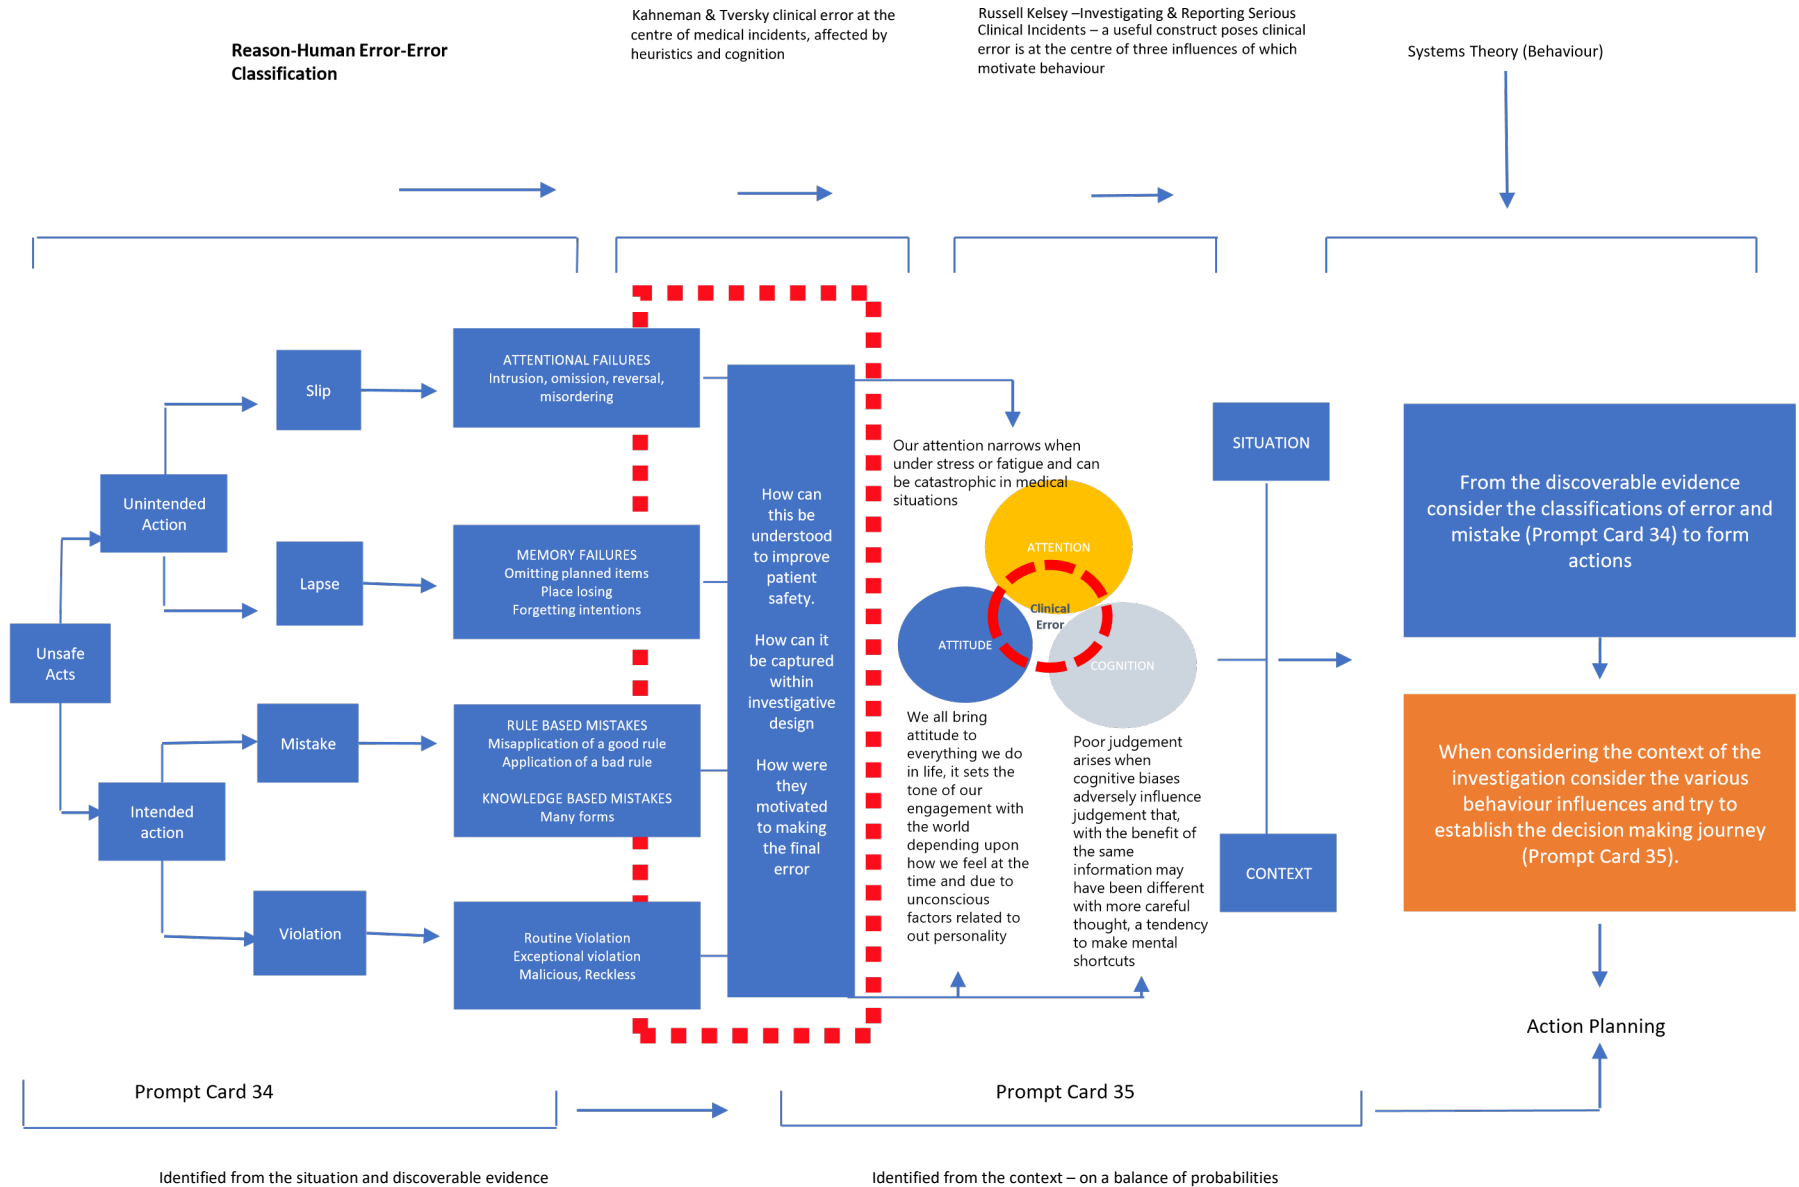 Reason-Human Error-Error
Classification
Kahneman & Tversky clinical error at the
centre of medical incidents, affected by
heuristics and cognition
Russell Kelsey –Investigating & Reporting Serious
Clinical Incidents – a useful construct poses clinical
error is at the centre of three influences of which
motivate behaviour
Systems Theory (Behaviour)
Unsafe
Acts
Unintended
Action
Intended
action
Slip
Lapse
Mistake
Violation
ATTENTIONAL FAILURES
Intrusion, omission, reversal,
misordering
MEMORY FAILURES
Omitting planned items
Place losing
Forgetting intentions
RULE BASED MISTAKES
Misapplication of a good rule
Application of a bad rule
KNOWLEDGE BASED MISTAKES
Many forms
Routine Violation
Exceptional violation
Malicious, Reckless
How can
this be
understood
to improve
patient
safety.
How can it
be captured
within
investigative
design
How were
they
motivated
to making
the final
error
Our attention narrows when
under stress or fatigue and can
be catastrophic in medical
situations
ATTENTION
Clinical
Error
ATTITUDE
COGNITION
We all bring
attitude to
everything we do
in life, it sets the
tone of our
engagement with
the world
depending upon
how we feel at the
time and due to
unconscious
factors related to
out personality
Poor judgement
arises when
cognitive biases
adversely influence
judgement that,
with the benefit of
the same
information may
have been different
with more careful
thought, a tendency
to make mental
shortcuts
SITUATION
CONTEXT
From the discoverable evidence
consider the classifications of error and
mistake (Prompt Card 34) to form
actions
When considering the context of the
investigation consider the various
behaviour influences and try to
establish the decision making journey
(Prompt Card 35).
Action Planning
Prompt Card 34
Prompt Card 35
Identified from the situation and discoverable evidence
Identified from the context – on a balance of probabilities